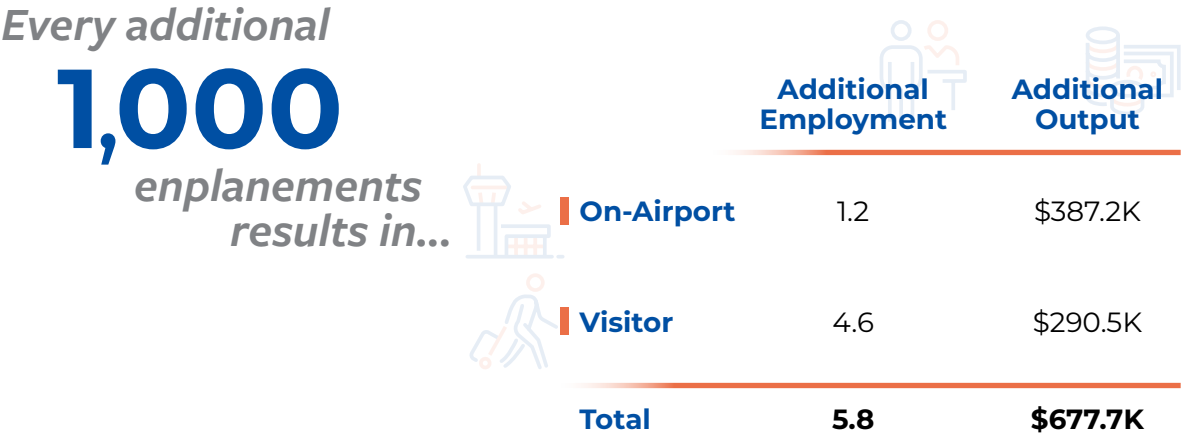 Every additional
1,000
enplanements
results in...
Additional Employment
Additional Output
On-Airport 1.2 $387.2K
Visitor 4.6 $290.5K
Total 5.8 $677.7K